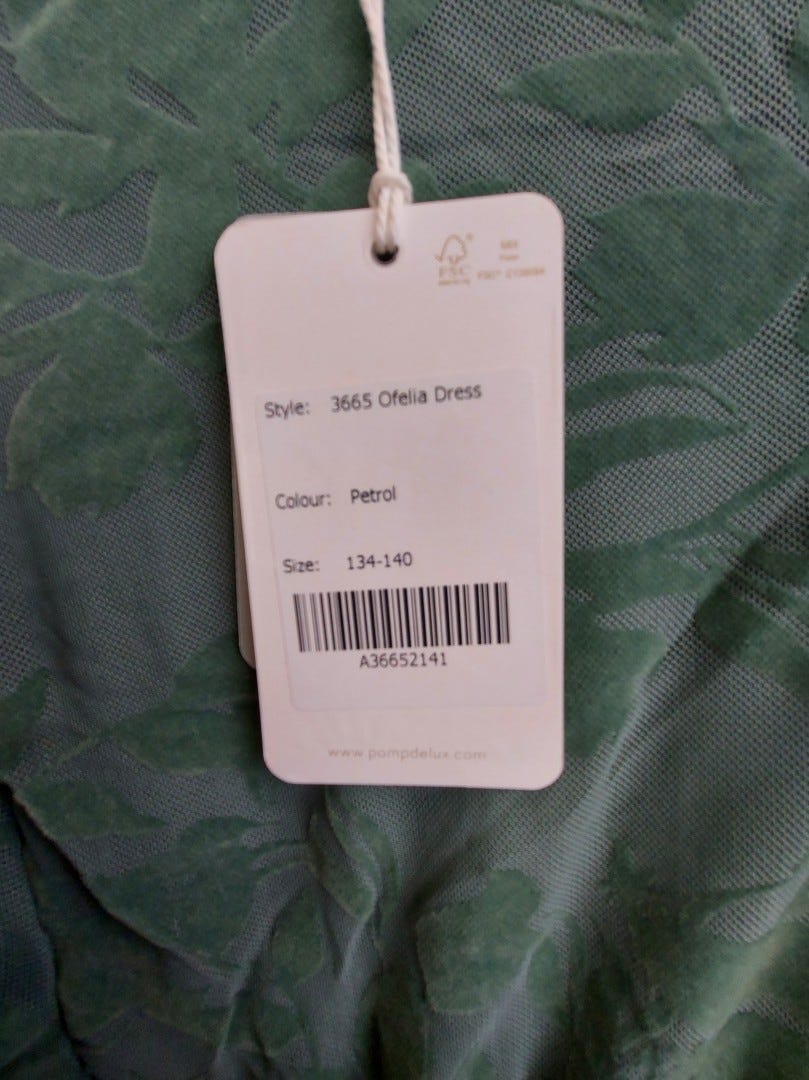 FSC
Style: 3665 Ofelia Dress
Colour: Petrol
Size: 134-140
A36652141
www.pompdelux.com